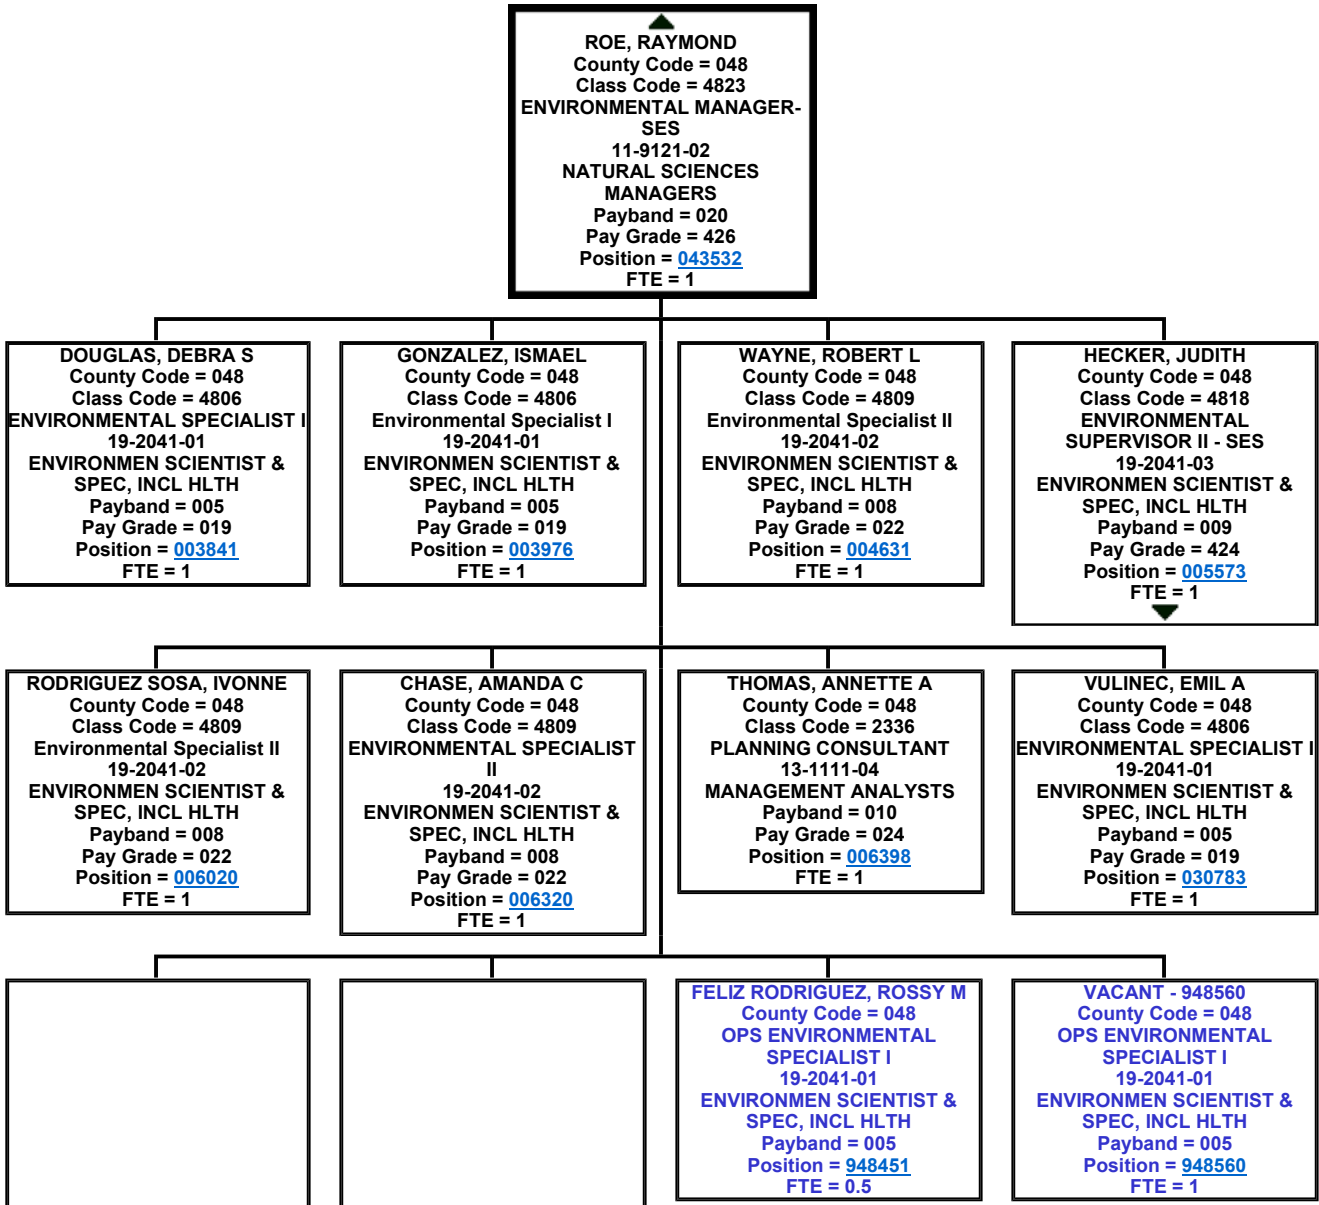 ROE, RAYMOND
County Code = 048
Class Code = 4823
ENVIRONMENTAL MANAGER-
SES
11-9121-02
NATURAL SCIENCES
MANAGERS
Payband = 020
Pay Grade = 426
Position = 043532
FTE = 1
DOUGLAS, DEBRA S
County Code = 048
Class Code = 4806
ENVIRONMENTAL SPECIALIST I
19-2041-01
ENVIRONMEN SCIENTIST &
SPEC, INCL HLTH
Payband = 005
Pay Grade = 019
Position = 003841
FTE = 1
GONZALEZ, ISMAEL
County Code = 048
Class Code = 4806
Environmental Specialist I
19-2041-01
ENVIRONMEN SCIENTIST &
SPEC, INCL HLTH
Payband = 005
Pay Grade = 019
Position = 003976
FTE = 1
WAYNE, ROBERT L
County Code = 048
Class Code = 4809
Environmental Specialist II
19-2041-02
ENVIRONMEN SCIENTIST &
SPEC, INCL HLTH
Payband = 008
Pay Grade = 022
Position = 004631
FTE = 1
HECKER, JUDITH
County Code = 048
Class Code = 4818
ENVIRONMENTAL
SUPERVISOR II - SES
19-2041-03
ENVIRONMEN SCIENTIST &
SPEC, INCL HLTH
Payband = 009
Pay Grade = 424
Position = 005573
FTE = 1
RODRIGUEZ SOSA, IVONNE
County Code = 048
Class Code = 4809
Environmental Specialist II
19-2041-02
ENVIRONMEN SCIENTIST &
SPEC, INCL HLTH
Payband = 008
Pay Grade = 022
Position = 006020
FTE = 1
CHASE, AMANDA C
County Code = 048
Class Code = 4809
ENVIRONMENTAL SPECIALIST
II
19-2041-02
ENVIRONMEN SCIENTIST &
SPEC, INCL HLTH
Payband = 008
Pay Grade = 022
Position = 006320
FTE = 1
THOMAS, ANNETTE A
County Code = 048
Class Code = 2336
PLANNING CONSULTANT
13-1111-04
MANAGEMENT ANALYSTS
Payband = 010
Pay Grade = 024
Position = 006398
FTE = 1
VULINEC, EMIL A
County Code = 048
Class Code = 4806
ENVIRONMENTAL SPECIALIST I
19-2041-01
ENVIRONMEN SCIENTIST &
SPEC, INCL HLTH
Payband = 005
Pay Grade = 019
Position = 030783
FTE = 1
FELIZ RODRIGUEZ, ROSSY M
County Code = 048
OPS ENVIRONMENTAL
SPECIALIST I
19-2041-01
ENVIRONMEN SCIENTIST &
SPEC, INCL HLTH
Payband = 005
Position = 948451
FTE = 0.5
VACANT - 948560
County Code = 048
OPS ENVIRONMENTAL
SPECIALIST I
19-2041-01
ENVIRONMEN SCIENTIST &
SPEC, INCL HLTH
Payband = 005
Position = 948560
FTE = 1